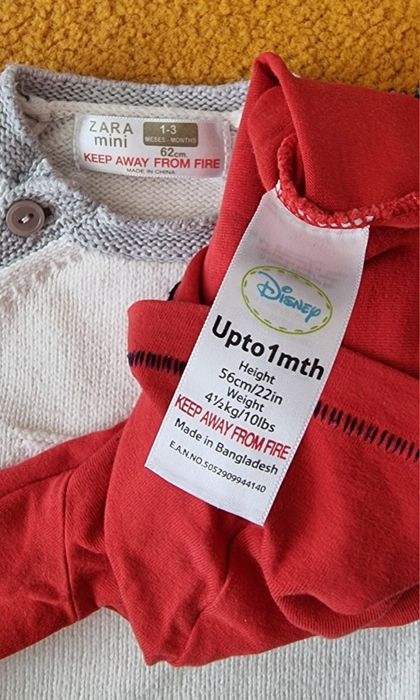 ZARA
mini
1-3
MESES - MONTHS
62cm.
KEEP AWAY FROM FIRE
MADE IN CHINA
Disney
Upto1mth
Height
56cm/22in
Weight
4½kg/10lbs
KEEP AWAY FROM FIRE
Made in Bangladesh
E.A.N.NO.5052909944140